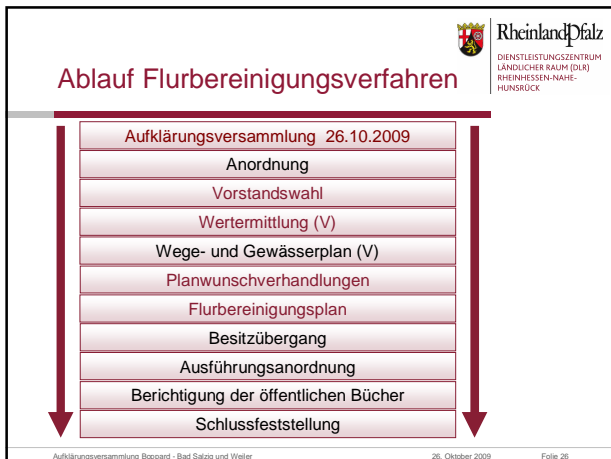 RheinlandPfalz
DIENSTLEISTUNGSZENTRUM
LÄNDLICHER RAUM (DLR)
RHEINHESSEN-NAHE-
HUNSRÜCK
Ablauf Flurbereinigungsverfahren
Aufklärungsversammlung 26.10.2009
Anordnung
Vorstandswahl
Wertermittlung (V)
Wege- und Gewässerplan (V)
Planwunschverhandlungen
Flurbereinigungsplan
Besitzübergang
Ausführungsanordnung
Berichtigung der öffentlichen Bücher
Schlussfeststellung
Aufklärungsversammlung Boppard - Bad Salzig und Weiler 26. Oktober 2009 Folie 26